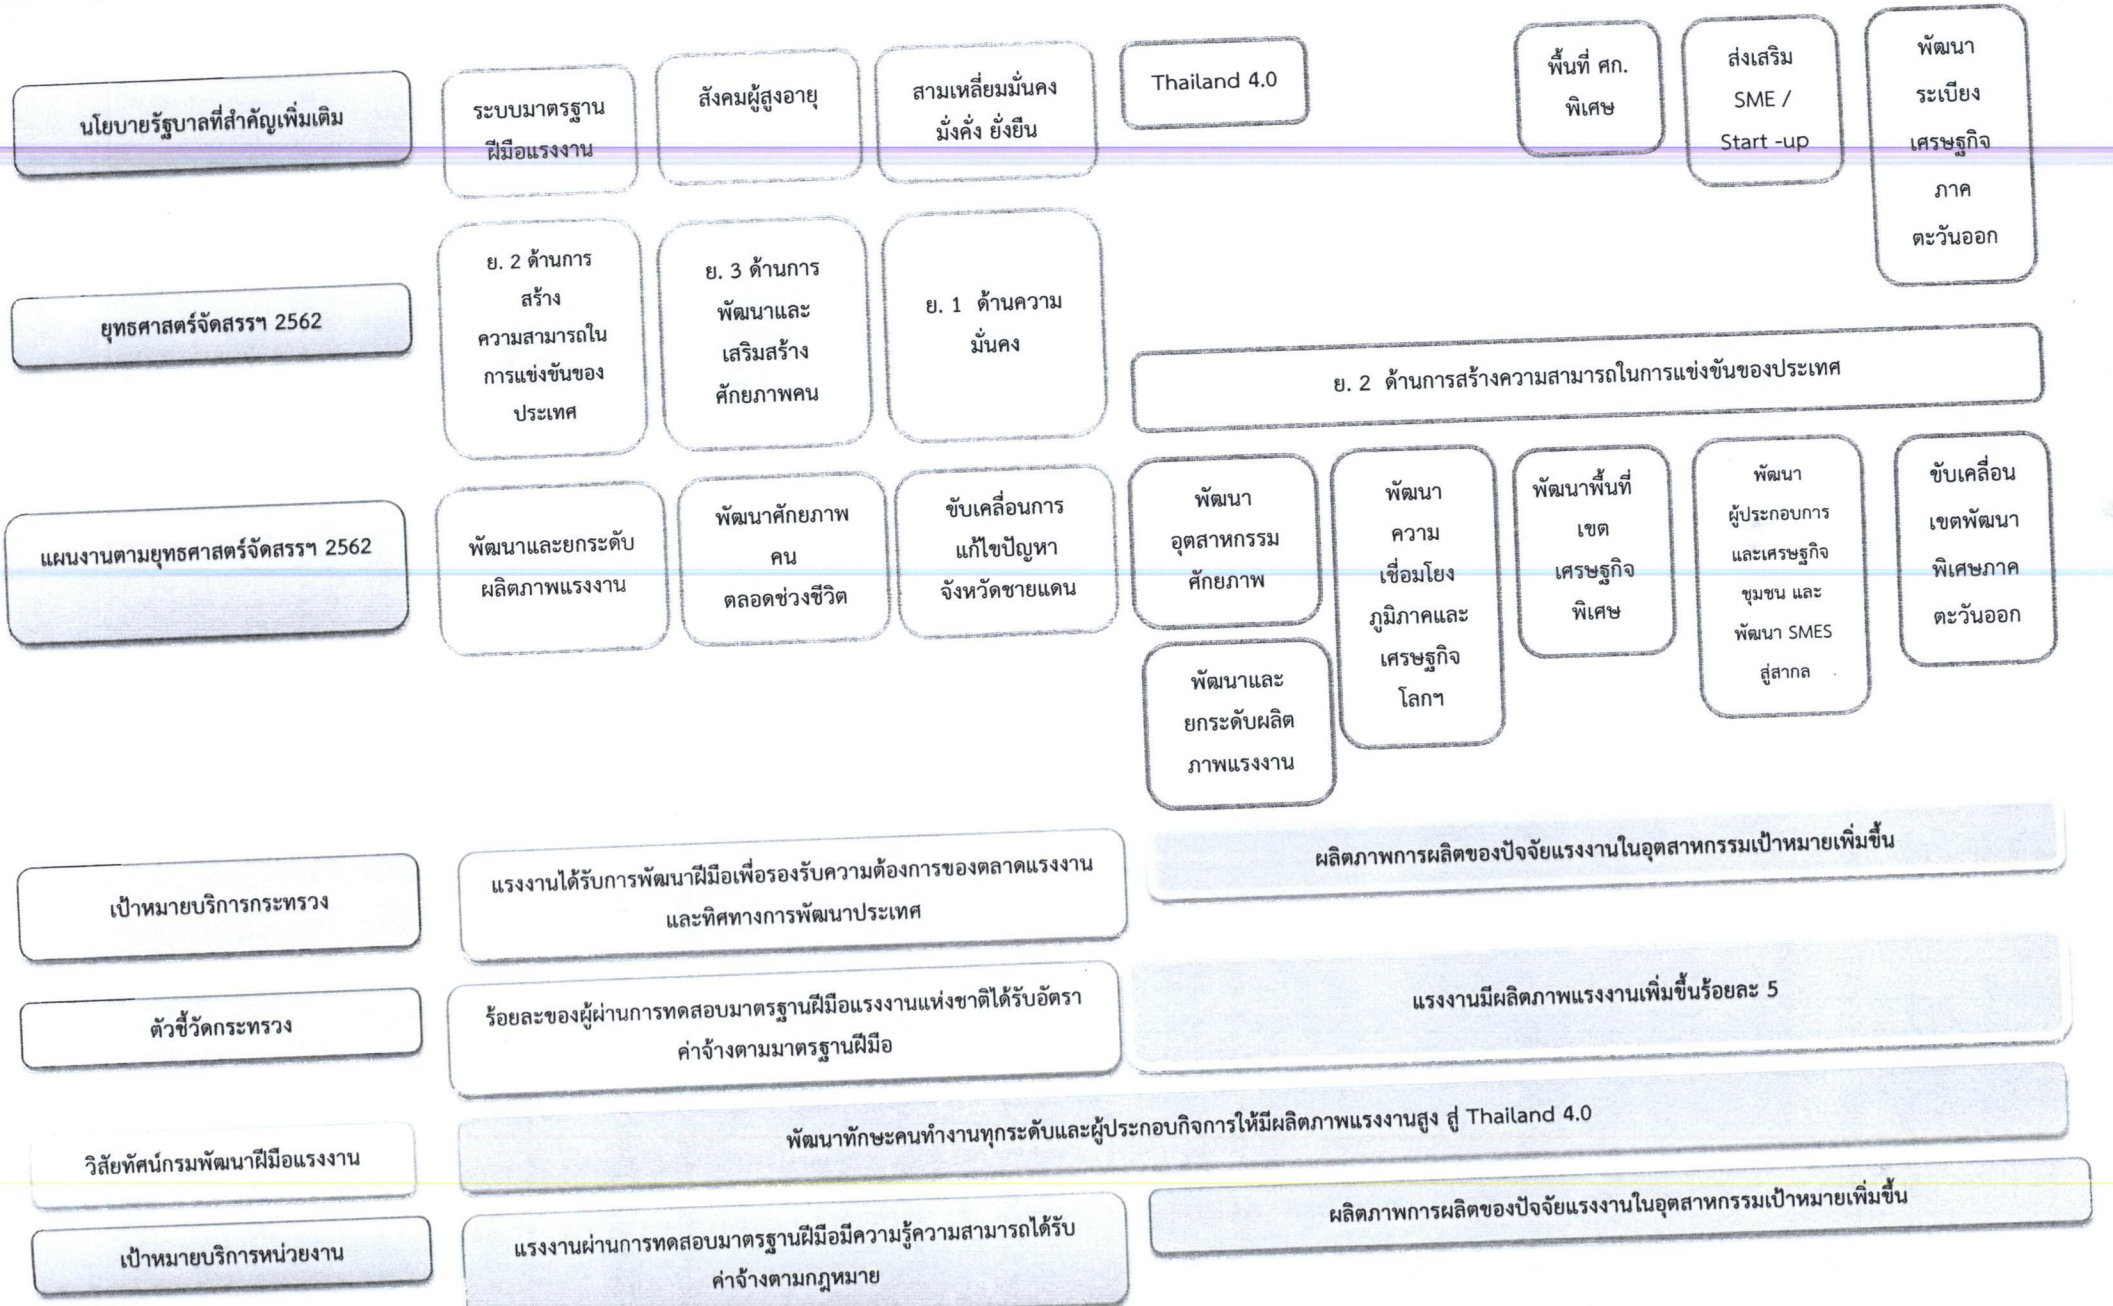 นโยบายรัฐบาลที่สำคัญเพิ่มเติม
ระบบมาตรฐาน
ฝีมือแรงงาน
สังคมผู้สูงอายุ
สามเหลี่ยมมั่นคง
มั่งคั่ง ยั่งยืน
Thailand 4.0
พื้นที่ ศก.
พิเศษ
ส่งเสริม
SME /
Start -up
พัฒนา
ระเบียง
เศรษฐกิจ
ภาค
ตะวันออก
ยุทธศาสตร์จัดสรรฯ 2562
ย. 2 ด้านการ
สร้าง
ความสามารถใน
การแข่งขันของ
ประเทศ
ย. 3 ด้านการ
พัฒนาและ
เสริมสร้าง
ศักยภาพคน
ย. 1 ด้านความ
มั่นคง
ย. 2 ด้านการสร้างความสามารถในการแข่งขันของประเทศ
แผนงานตามยุทธศาสตร์จัดสรรฯ 2562
พัฒนาและยกระดับ
ผลิตภาพแรงงาน
พัฒนาศักยภาพ
คน
ตลอดช่วงชีวิต
ขับเคลื่อนการ
แก้ไขปัญหา
จังหวัดชายแดน
พัฒนา
อุตสาหกรรม
ศักยภาพ
พัฒนาและ
ยกระดับผลิต
ภาพแรงงาน
พัฒนา
ความ
เชื่อมโยง
ภูมิภาคและ
เศรษฐกิจ
โลกฯ
พัฒนาพื้นที่
เขต
เศรษฐกิจ
พิเศษ
พัฒนา
ผู้ประกอบการ
และเศรษฐกิจ
ชุมชน และ
พัฒนา SMES
สู่สากล
ขับเคลื่อน
เขตพัฒนา
พิเศษภาค
ตะวันออก
เป้าหมายบริการกระทรวง
แรงงานได้รับการพัฒนาฝีมือเพื่อรองรับความต้องการของตลาดแรงงาน
และทิศทางการพัฒนาประเทศ
ผลิตภาพการผลิตของปัจจัยแรงงานในอุตสาหกรรมเป้าหมายเพิ่มขึ้น
ตัวชี้วัดกระทรวง
ร้อยละของผู้ผ่านการทดสอบมาตรฐานฝีมือแรงงานแห่งชาติได้รับอัตรา
ค่าจ้างตามมาตรฐานฝีมือ
แรงงานมีผลิตภาพแรงงานเพิ่มขึ้นร้อยละ 5
วิสัยทัศน์กรมพัฒนาฝีมือแรงงาน
พัฒนาทักษะคนทำงานทุกระดับและผู้ประกอบกิจการให้มีผลิตภาพแรงงานสูง สู่ Thailand 4.0
เป้าหมายบริการหน่วยงาน
แรงงานผ่านการทดสอบมาตรฐานฝีมือมีความรู้ความสามารถได้รับ
ค่าจ้างตามกฎหมาย
ผลิตภาพการผลิตของปัจจัยแรงงานในอุตสาหกรรมเป้าหมายเพิ่มขึ้น